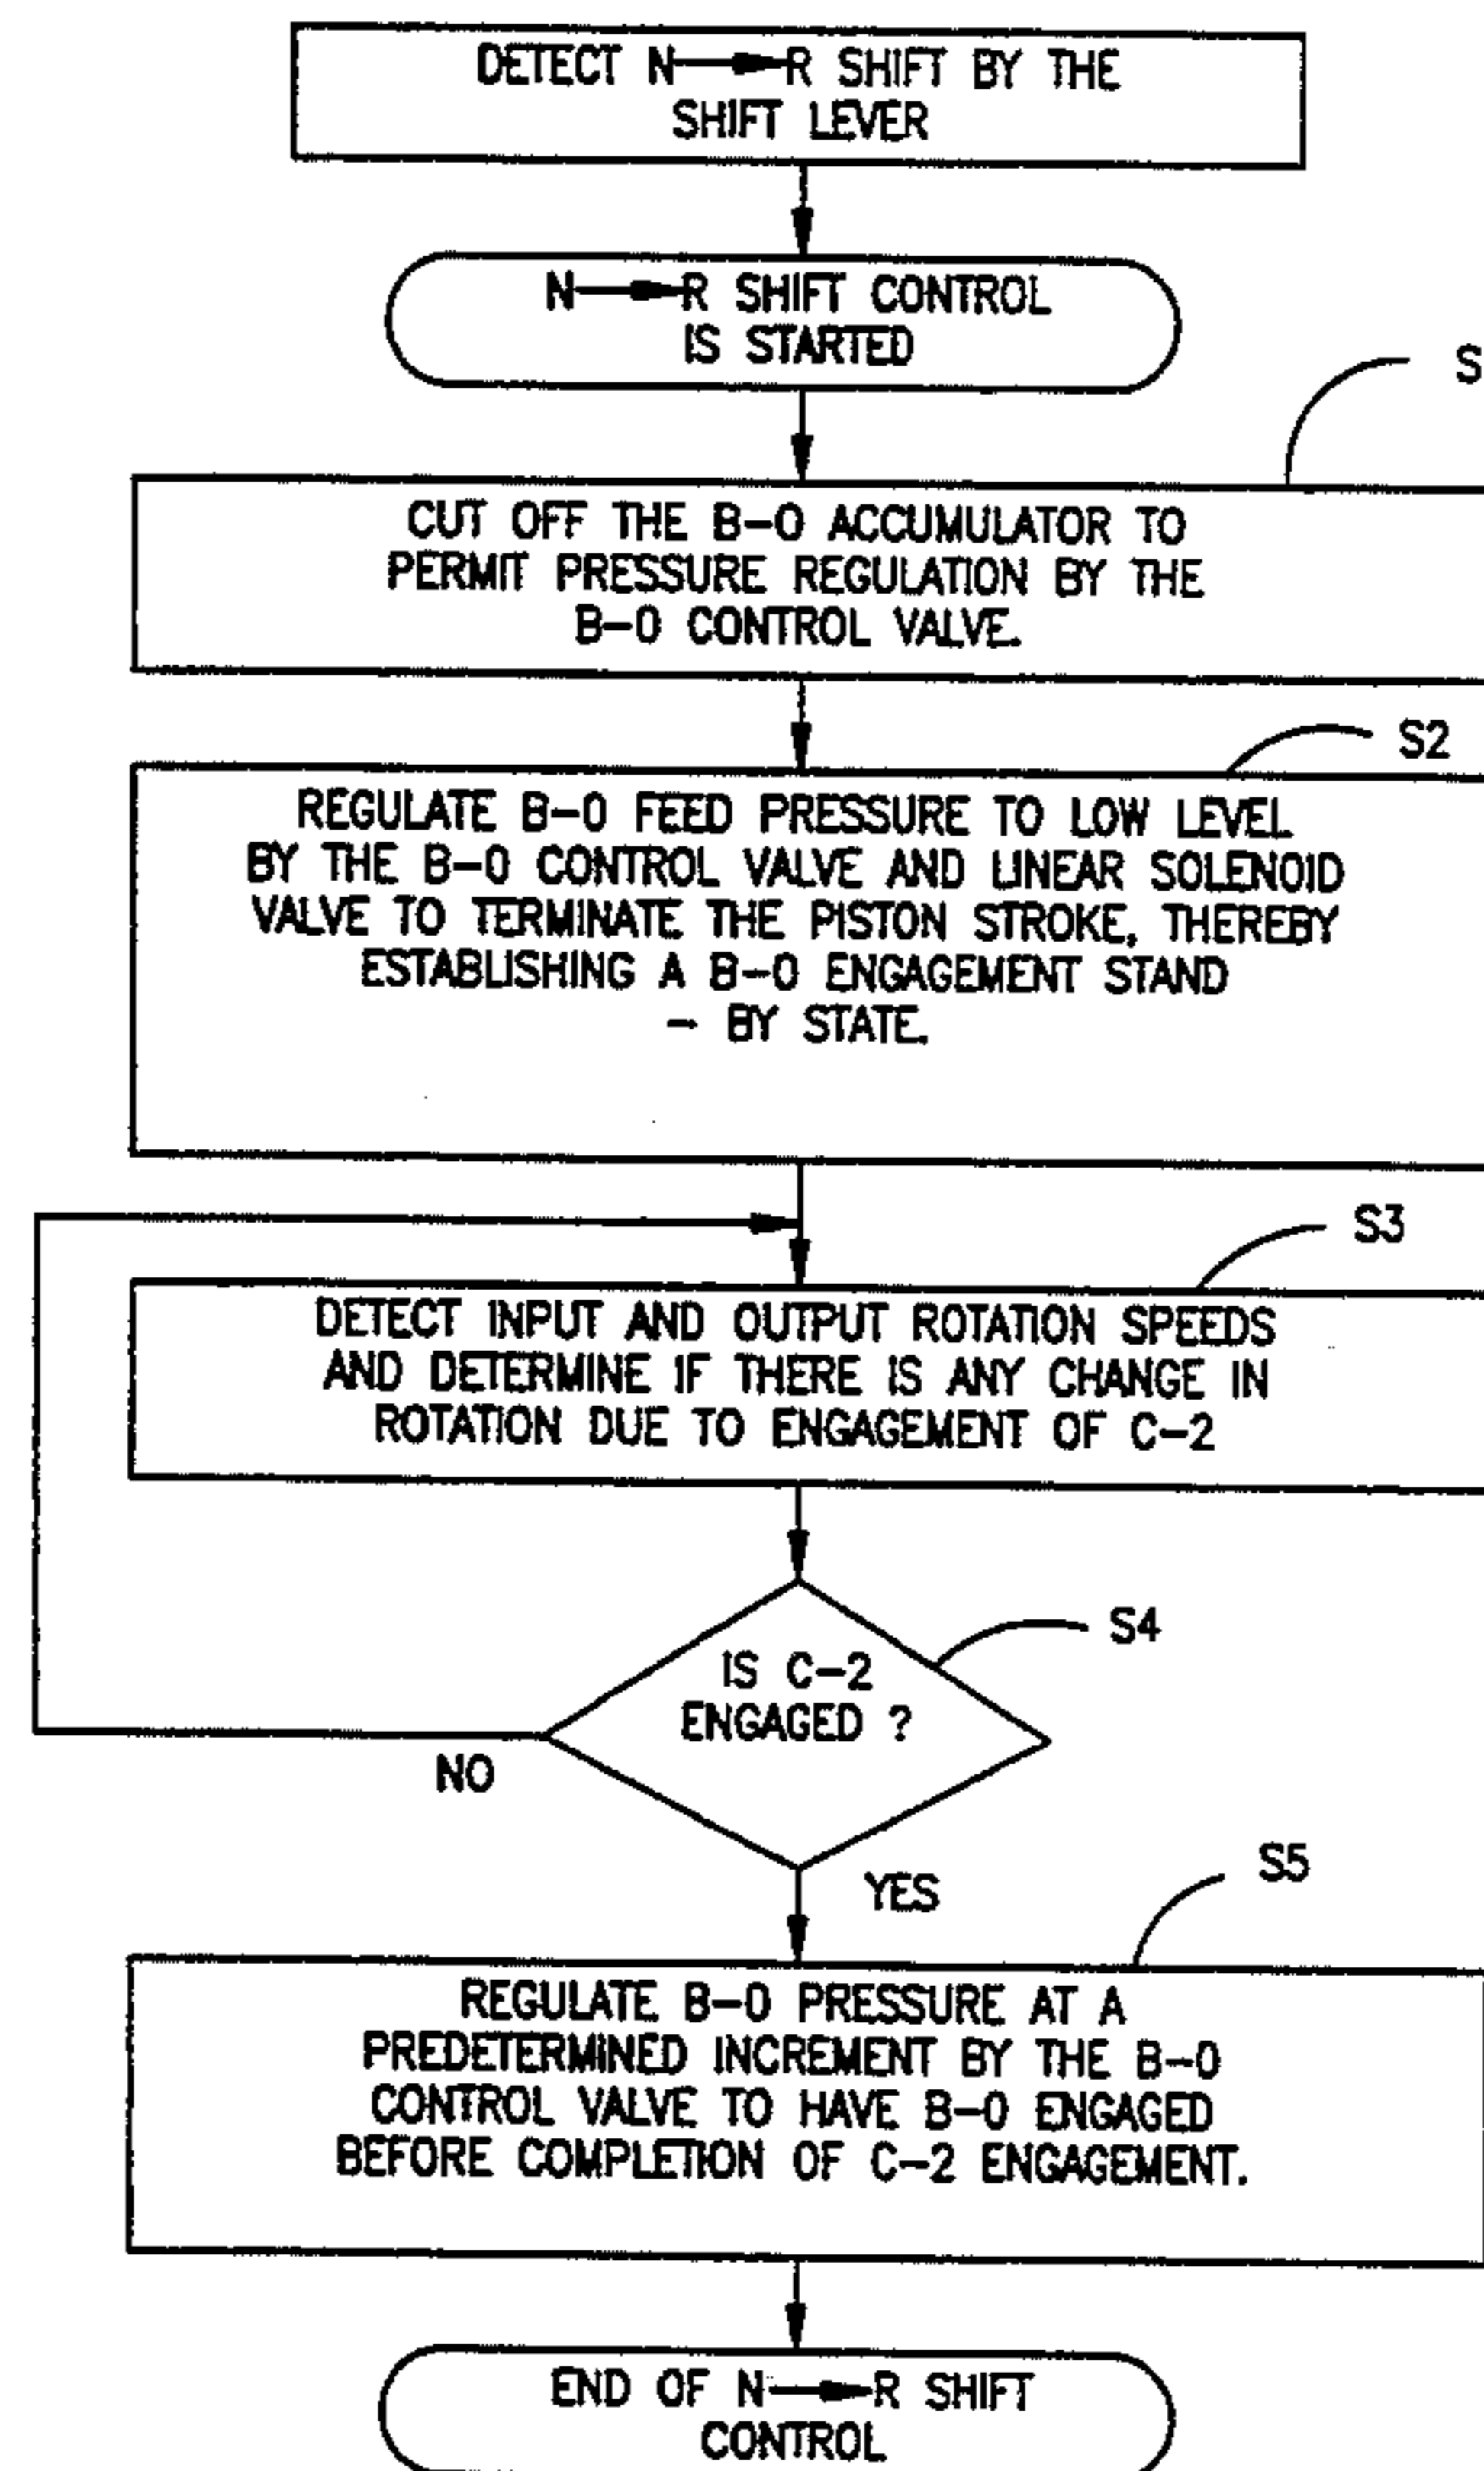 DETECT N→R SHIFT BY THE
SHIFT LEVER
N→R SHIFT CONTROL
IS STARTED
S
CUT OFF THE B-0 ACCUMULATOR TO
PERMIT PRESSURE REGULATION BY THE
B-0 CONTROL VALVE.
S2
REGULATE B-0 FEED PRESSURE TO LOW LEVEL
BY THE B-0 CONTROL VALVE AND LINEAR SOLENOID
VALVE TO TERMINATE THE PISTON STROKE, THEREBY
ESTABLISHING A B-0 ENGAGEMENT STAND
- BY STATE.
S3
DETECT INPUT AND OUTPUT ROTATION SPEEDS
AND DETERMINE IF THERE IS ANY CHANGE IN
ROTATION DUE TO ENGAGEMENT OF C-2
S4
IS C-2
ENGAGED ?
NO
YES
S5
REGULATE B-0 PRESSURE AT A
PREDETERMINED INCREMENT BY THE B-0
CONTROL VALVE TO HAVE B-0 ENGAGED
BEFORE COMPLETION OF C-2 ENGAGEMENT.
END OF N→R SHIFT
CONTROL